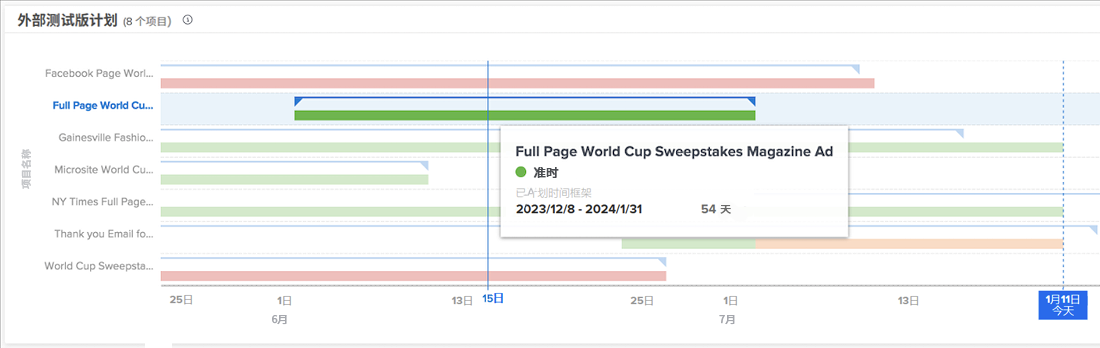 外部测试版计划 (8 个项目)
项目名称
Facebook Page Worl...
Full Page World Cu...
Gainesville Fashio...
Microsite World Cu...
NY Times Full Page...
Thank you Email fo...
World Cup Sweepsta...
Full Page World Cup Sweepstakes Magazine Ad
准时
已计划时间框架
2023/12/8 - 2024/1/31 54 天
25日 1日 13日 15日 25日 1日 13日 1月11日
6月 7月 今天